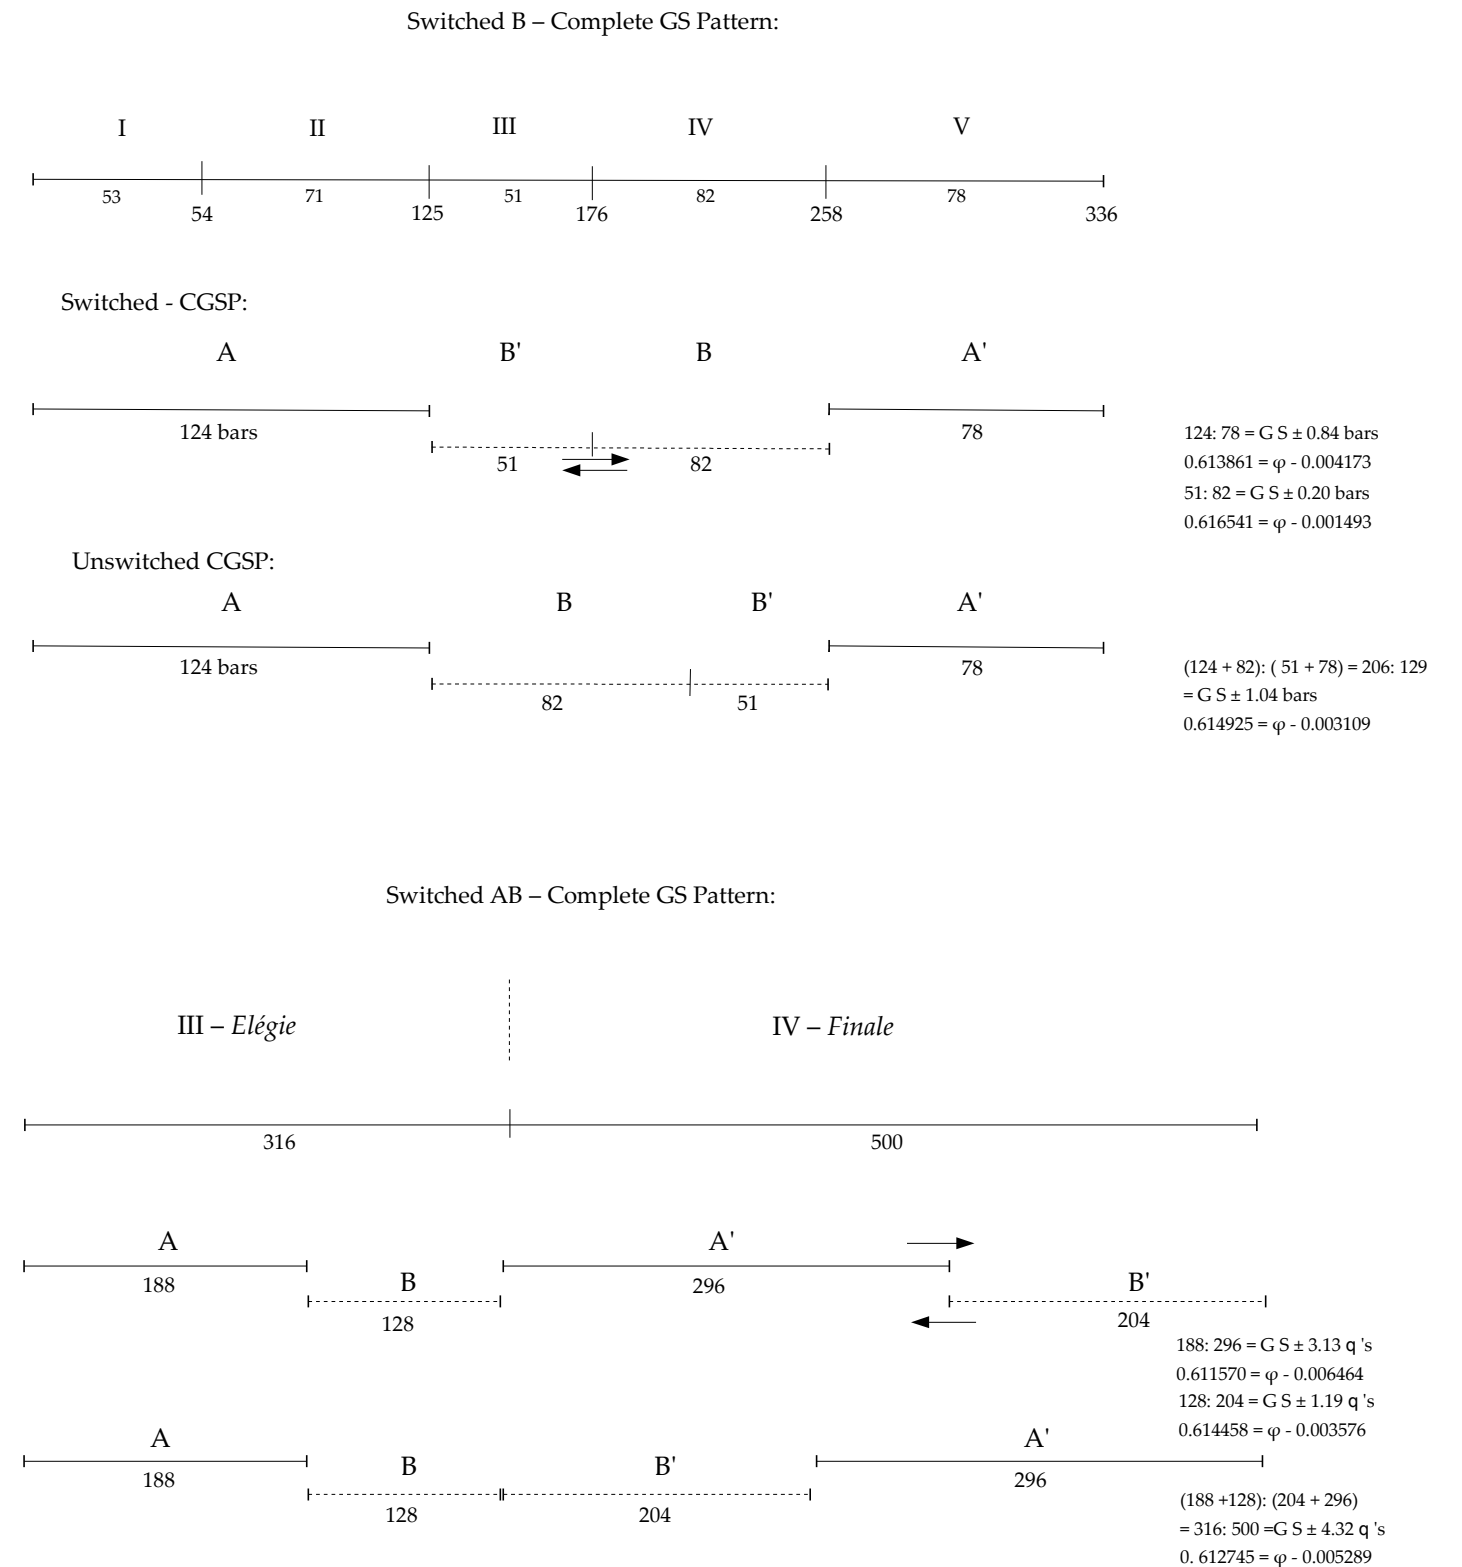 Switched B – Complete GS Pattern:
I II III IV V
53 71 51 82 78
54 125 176 258 336
Switched - CGSP:
A B' B A'
124 bars 78
51 82
124: 78 = G S ± 0.84 bars
0.613861 = φ - 0.004173
51: 82 = G S ± 0.20 bars
0.616541 = φ - 0.001493
Unswitched CGSP:
A B B' A'
124 bars 78
82 51
(124 + 82): ( 51 + 78) = 206: 129
= G S ± 1.04 bars
0.614925 = φ - 0.003109
Switched AB – Complete GS Pattern:
III – Elégie IV – Finale
316 500
A A'
188 B 296 B'
128 204
188: 296 = G S ± 3.13 q 's
0.611570 = φ - 0.006464
128: 204 = G S ± 1.19 q 's
0.614458 = φ - 0.003576
A A'
188 B B' 296
128 204
(188 +128): (204 + 296)
= 316: 500 =G S ± 4.32 q 's
0. 612745 = φ - 0.005289